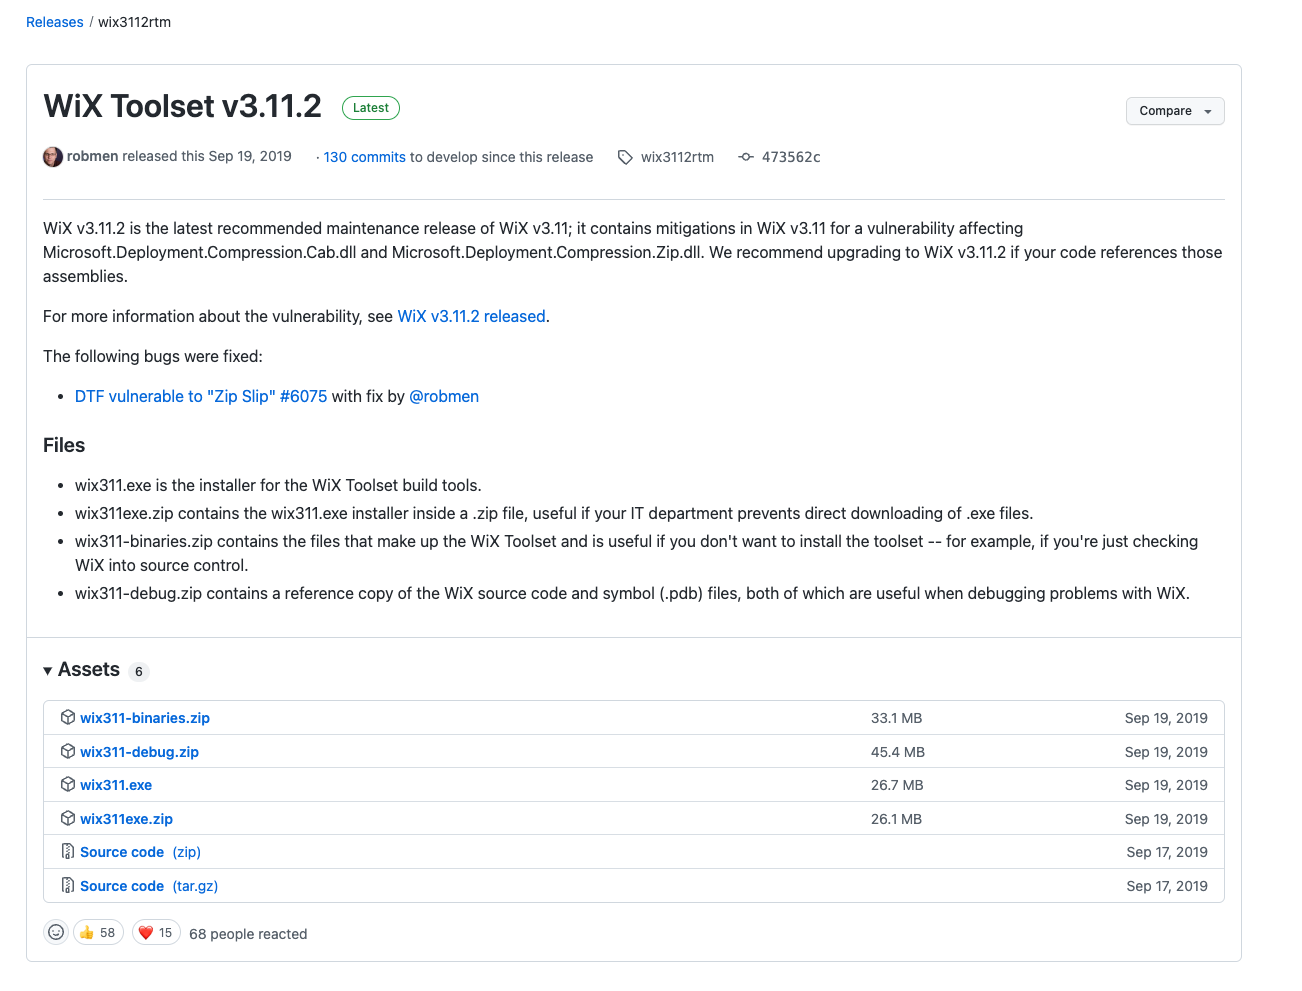 Releases / wix3112rtm
WiX Toolset v3.11.2 Latest
Compare
robmen released this Sep 19, 2019 · 130 commits to develop since this release wix3112rtm 473562c
WiX v3.11.2 is the latest recommended maintenance release of WiX v3.11; it contains mitigations in WiX v3.11 for a vulnerability affecting
Microsoft.Deployment.Compression.Cab.dll and Microsoft.Deployment.Compression.Zip.dll. We recommend upgrading to WiX v3.11.2 if your code references those
assemblies.
For more information about the vulnerability, see WiX v3.11.2 released.
The following bugs were fixed:
• DTF vulnerable to "Zip Slip" #6075 with fix by @robmen
Files
• wix311.exe is the installer for the WiX Toolset build tools.
• wix311exe.zip contains the wix311.exe installer inside a .zip file, useful if your IT department prevents direct downloading of .exe files.
• wix311-binaries.zip contains the files that make up the WiX Toolset and is useful if you don't want to install the toolset -- for example, if you're just checking
WiX into source control.
• wix311-debug.zip contains a reference copy of the WiX source code and symbol (.pdb) files, both of which are useful when debugging problems with WiX.
Assets 6
wix311-binaries.zip 33.1 MB Sep 19, 2019
wix311-debug.zip 45.4 MB Sep 19, 2019
wix311.exe 26.7 MB Sep 19, 2019
wix311exe.zip 26.1 MB Sep 19, 2019
Source code (zip) Sep 17, 2019
Source code (tar.gz) Sep 17, 2019
👍 58 ❤️ 15 68 people reacted